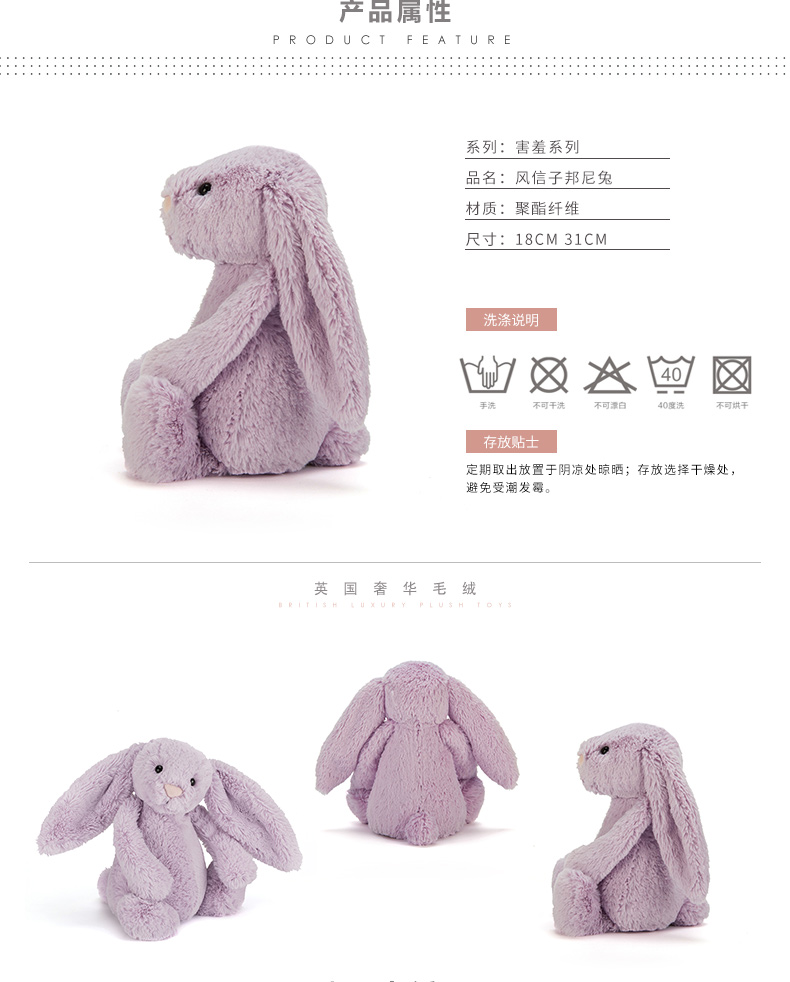 产品属性
PRODUCT FEATURE
系列：害羞系列
品名：风信子邦尼兔
材质：聚酯纤维
尺寸：18CM 31CM
洗涤说明
40
手洗 不可干洗 不可漂白 40度洗 不可烘干
存放贴士
定期取出放置于阴凉处晾晒；存放选择干燥处，
避免受潮发霉。
英国奢华毛绒
BRITISH LUXURY PLUSH TOYS